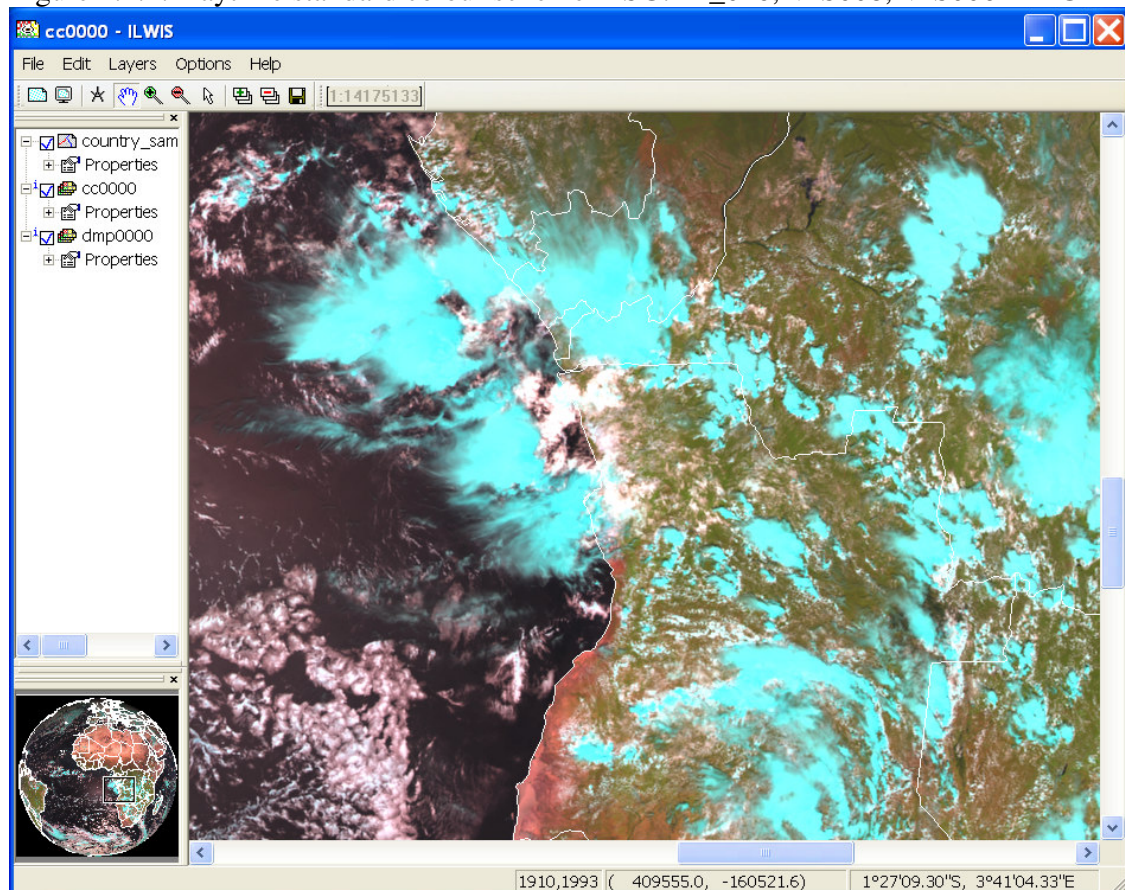 cc0000 - ILWIS
File Edit Layers Options Help
1:14175133
country_sam
Properties
cc0000
Properties
dmp0000
Properties
1910,1993 ( 409555.0, -160521.6) 1°27'09.30"S, 3°41'04.33"E